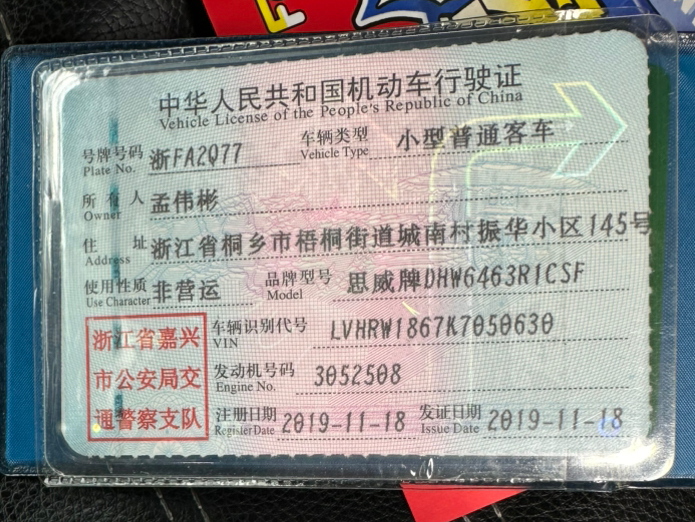 中华人民共和国机动车行驶证
Vehicle License of the People's Republic of China
号牌号码 浙FA2Q77 车辆类型 小型普通客车
Plate No. Vehicle Type
所有人 孟伟彬
Owner
住址 浙江省桐乡市梧桐街道城南村振华小区145号
Address
使用性质 非营运 品牌型号 思威牌DHW6463R1CSF
Use Character Model
浙江省嘉兴
市公安局交
通警察支队
车辆识别代号 LVHRW1867K7050630
VIN
发动机号码 3052508
Engine No.
注册日期 2019-11-18 发证日期 2019-11-18
Register Date Issue Date